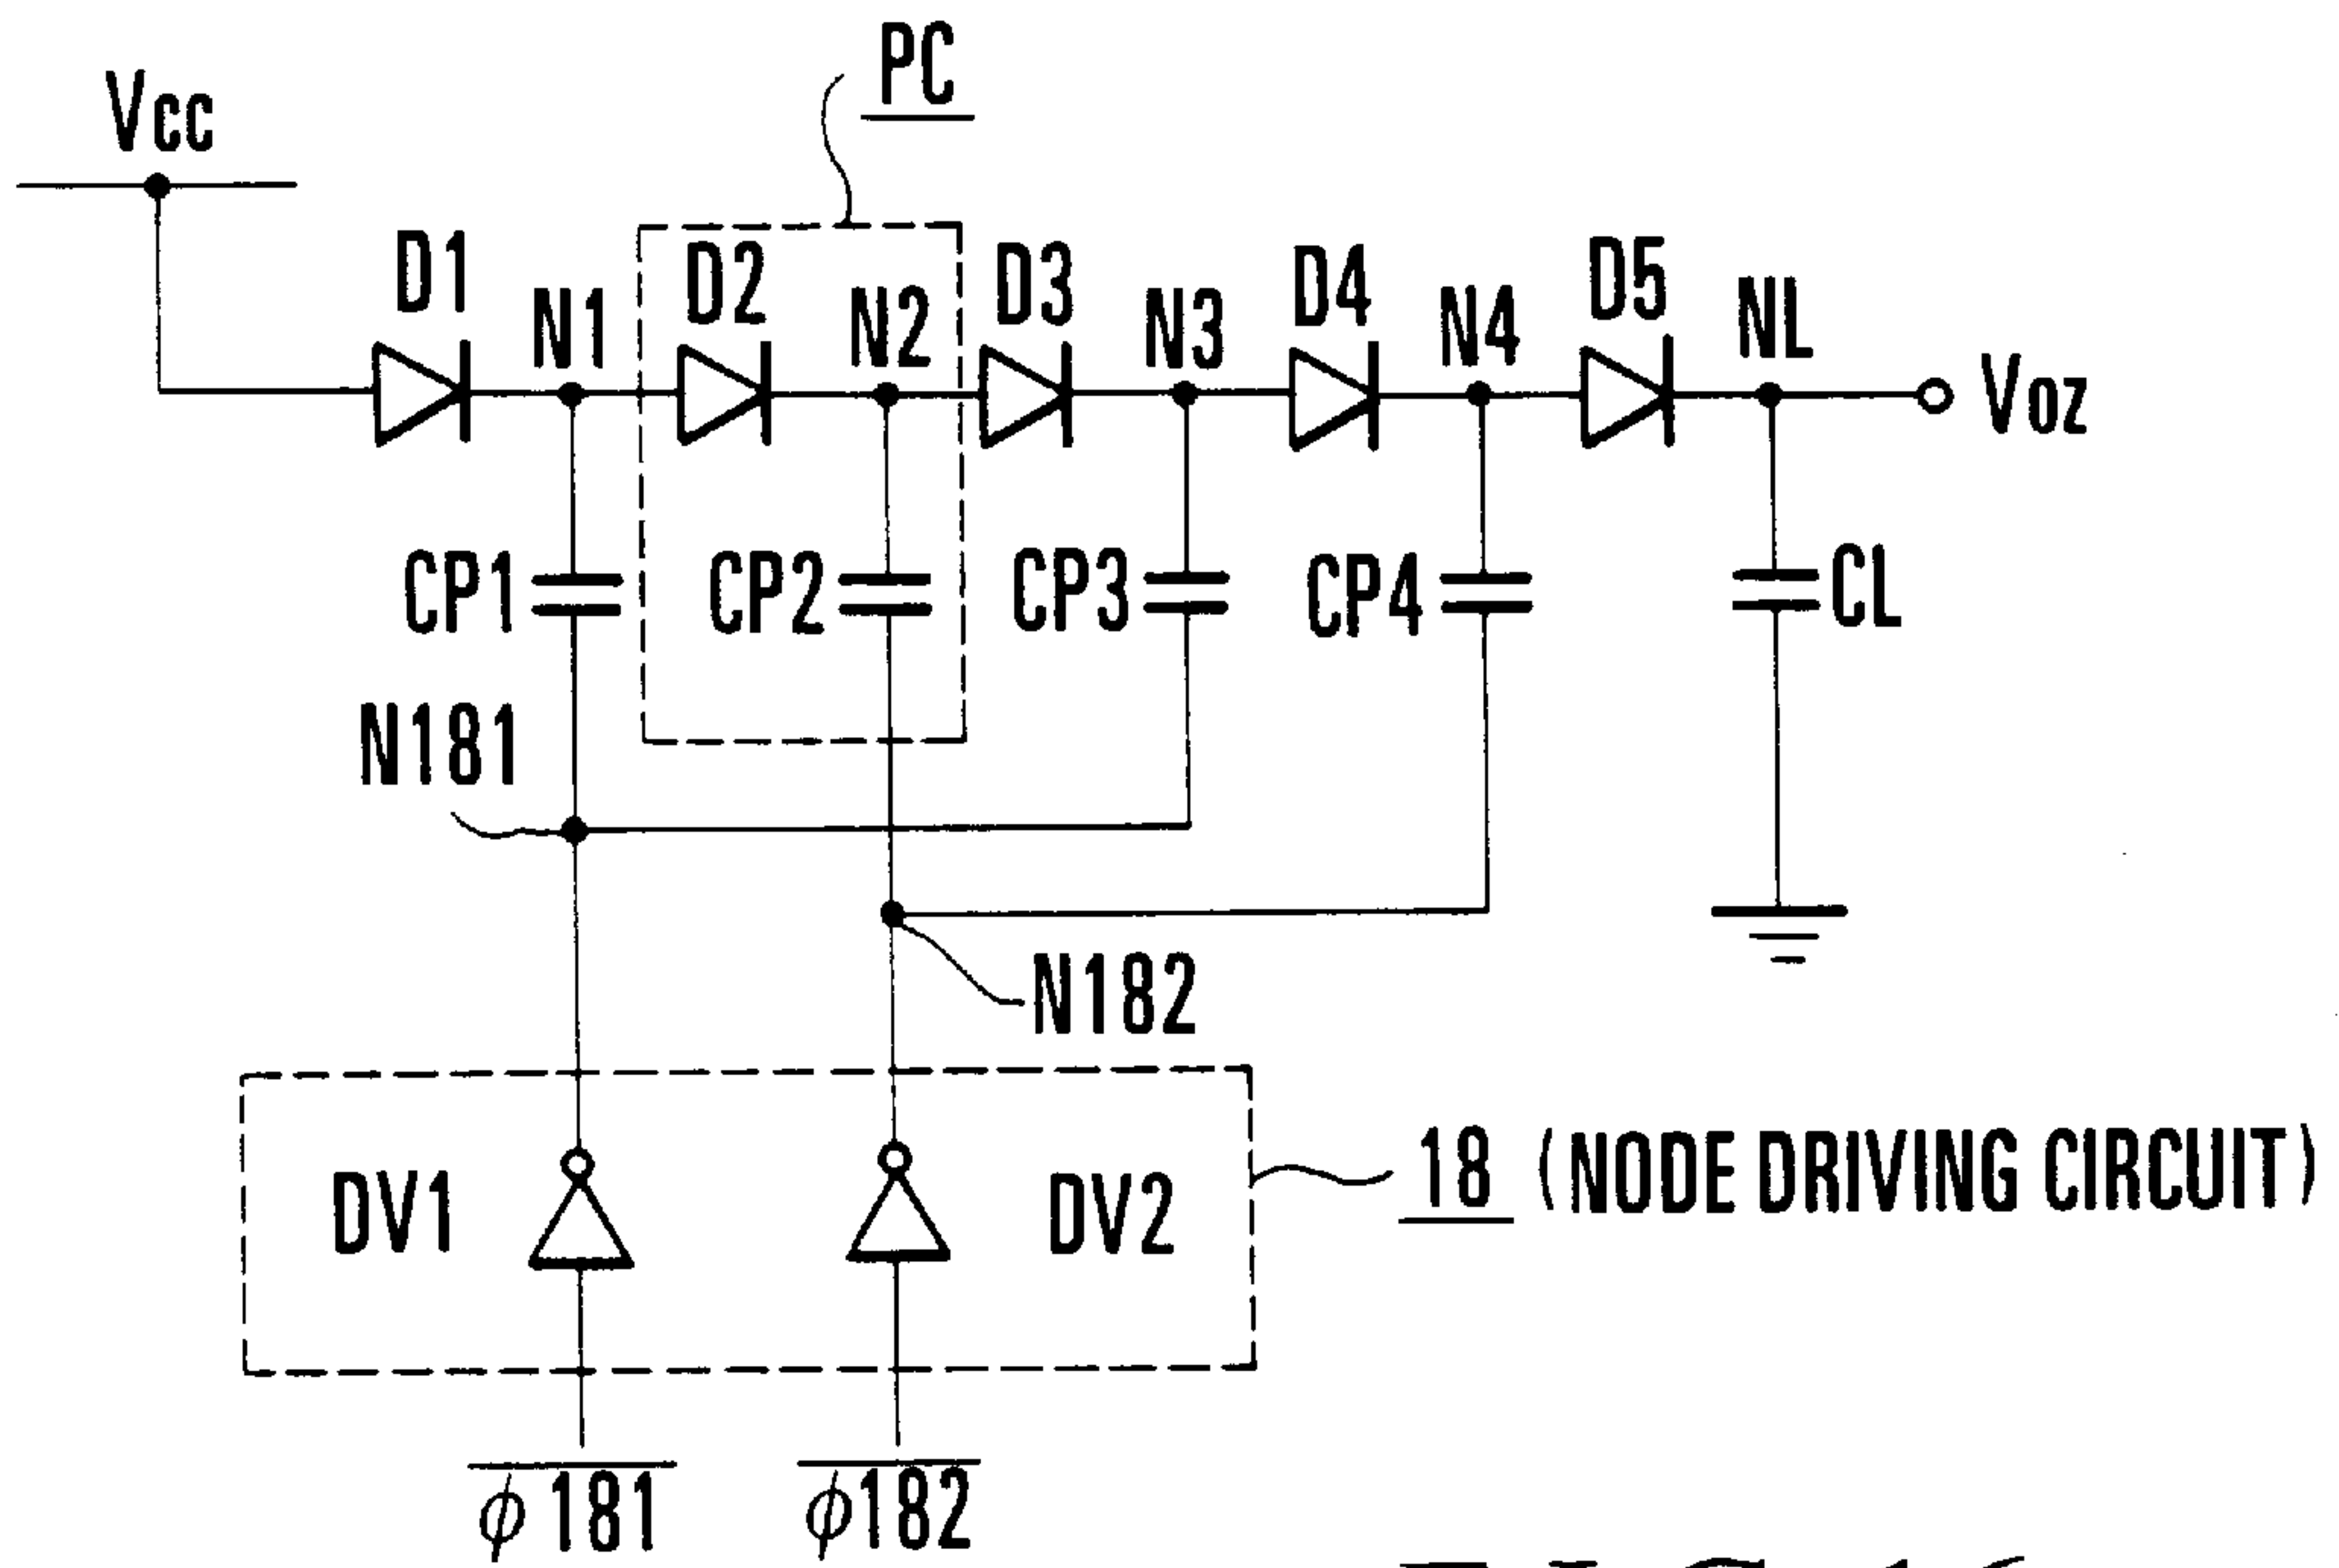 PC
Vcc
D1
N1
D2
N2
D3
N3
D4
N4
D5
NL
Voz
CP1
CP2
CP3
CP4
CL
N181
N182
DV1
DV2
18 (NODE DRIVING CIRCUIT)
φ181
φ182